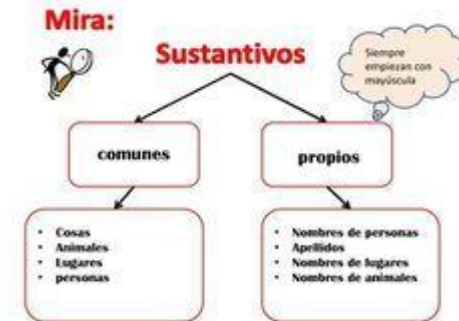 Mira:
Sustantivos
Siempre
empiezan con
mayúscula
comunes
propios
• Cosas
• Animales
• Lugares
• personas
• Nombres de personas
• Apellidos
• Nombres de lugares
• Nombres de animales